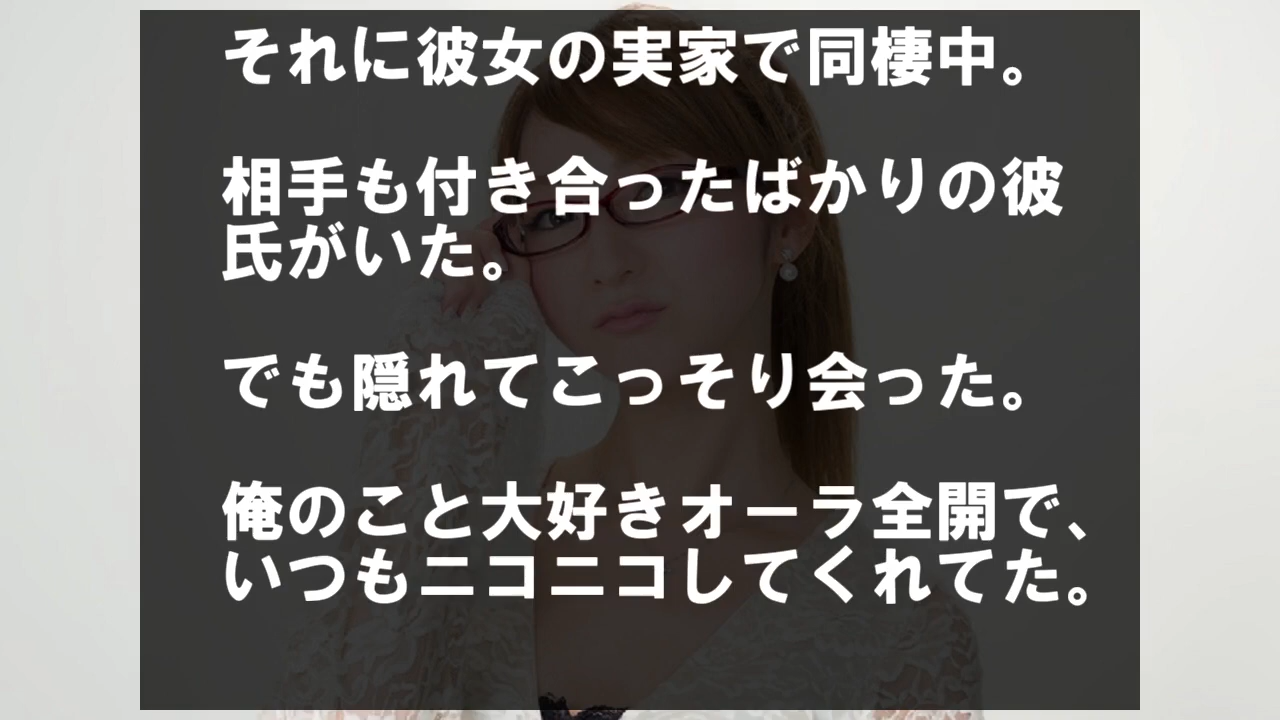 それに彼女の実家で同棲中。
相手も付き合ったばかりの彼
氏がいた。
でも隠れてこっそり会った。
俺のこと大好きオーラ全開で、
いつもニコニコしてくれてた。